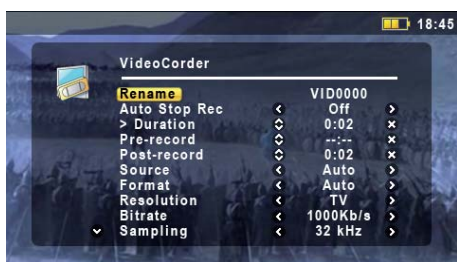 18:45
VideoCorder
Rename VID0000
Auto Stop Rec Off
> Duration 0:02
Pre-record --:--
Post-record 0:02
Source Auto
Format Auto
Resolution TV
Bitrate 1000Kb/s
Sampling 32 kHz